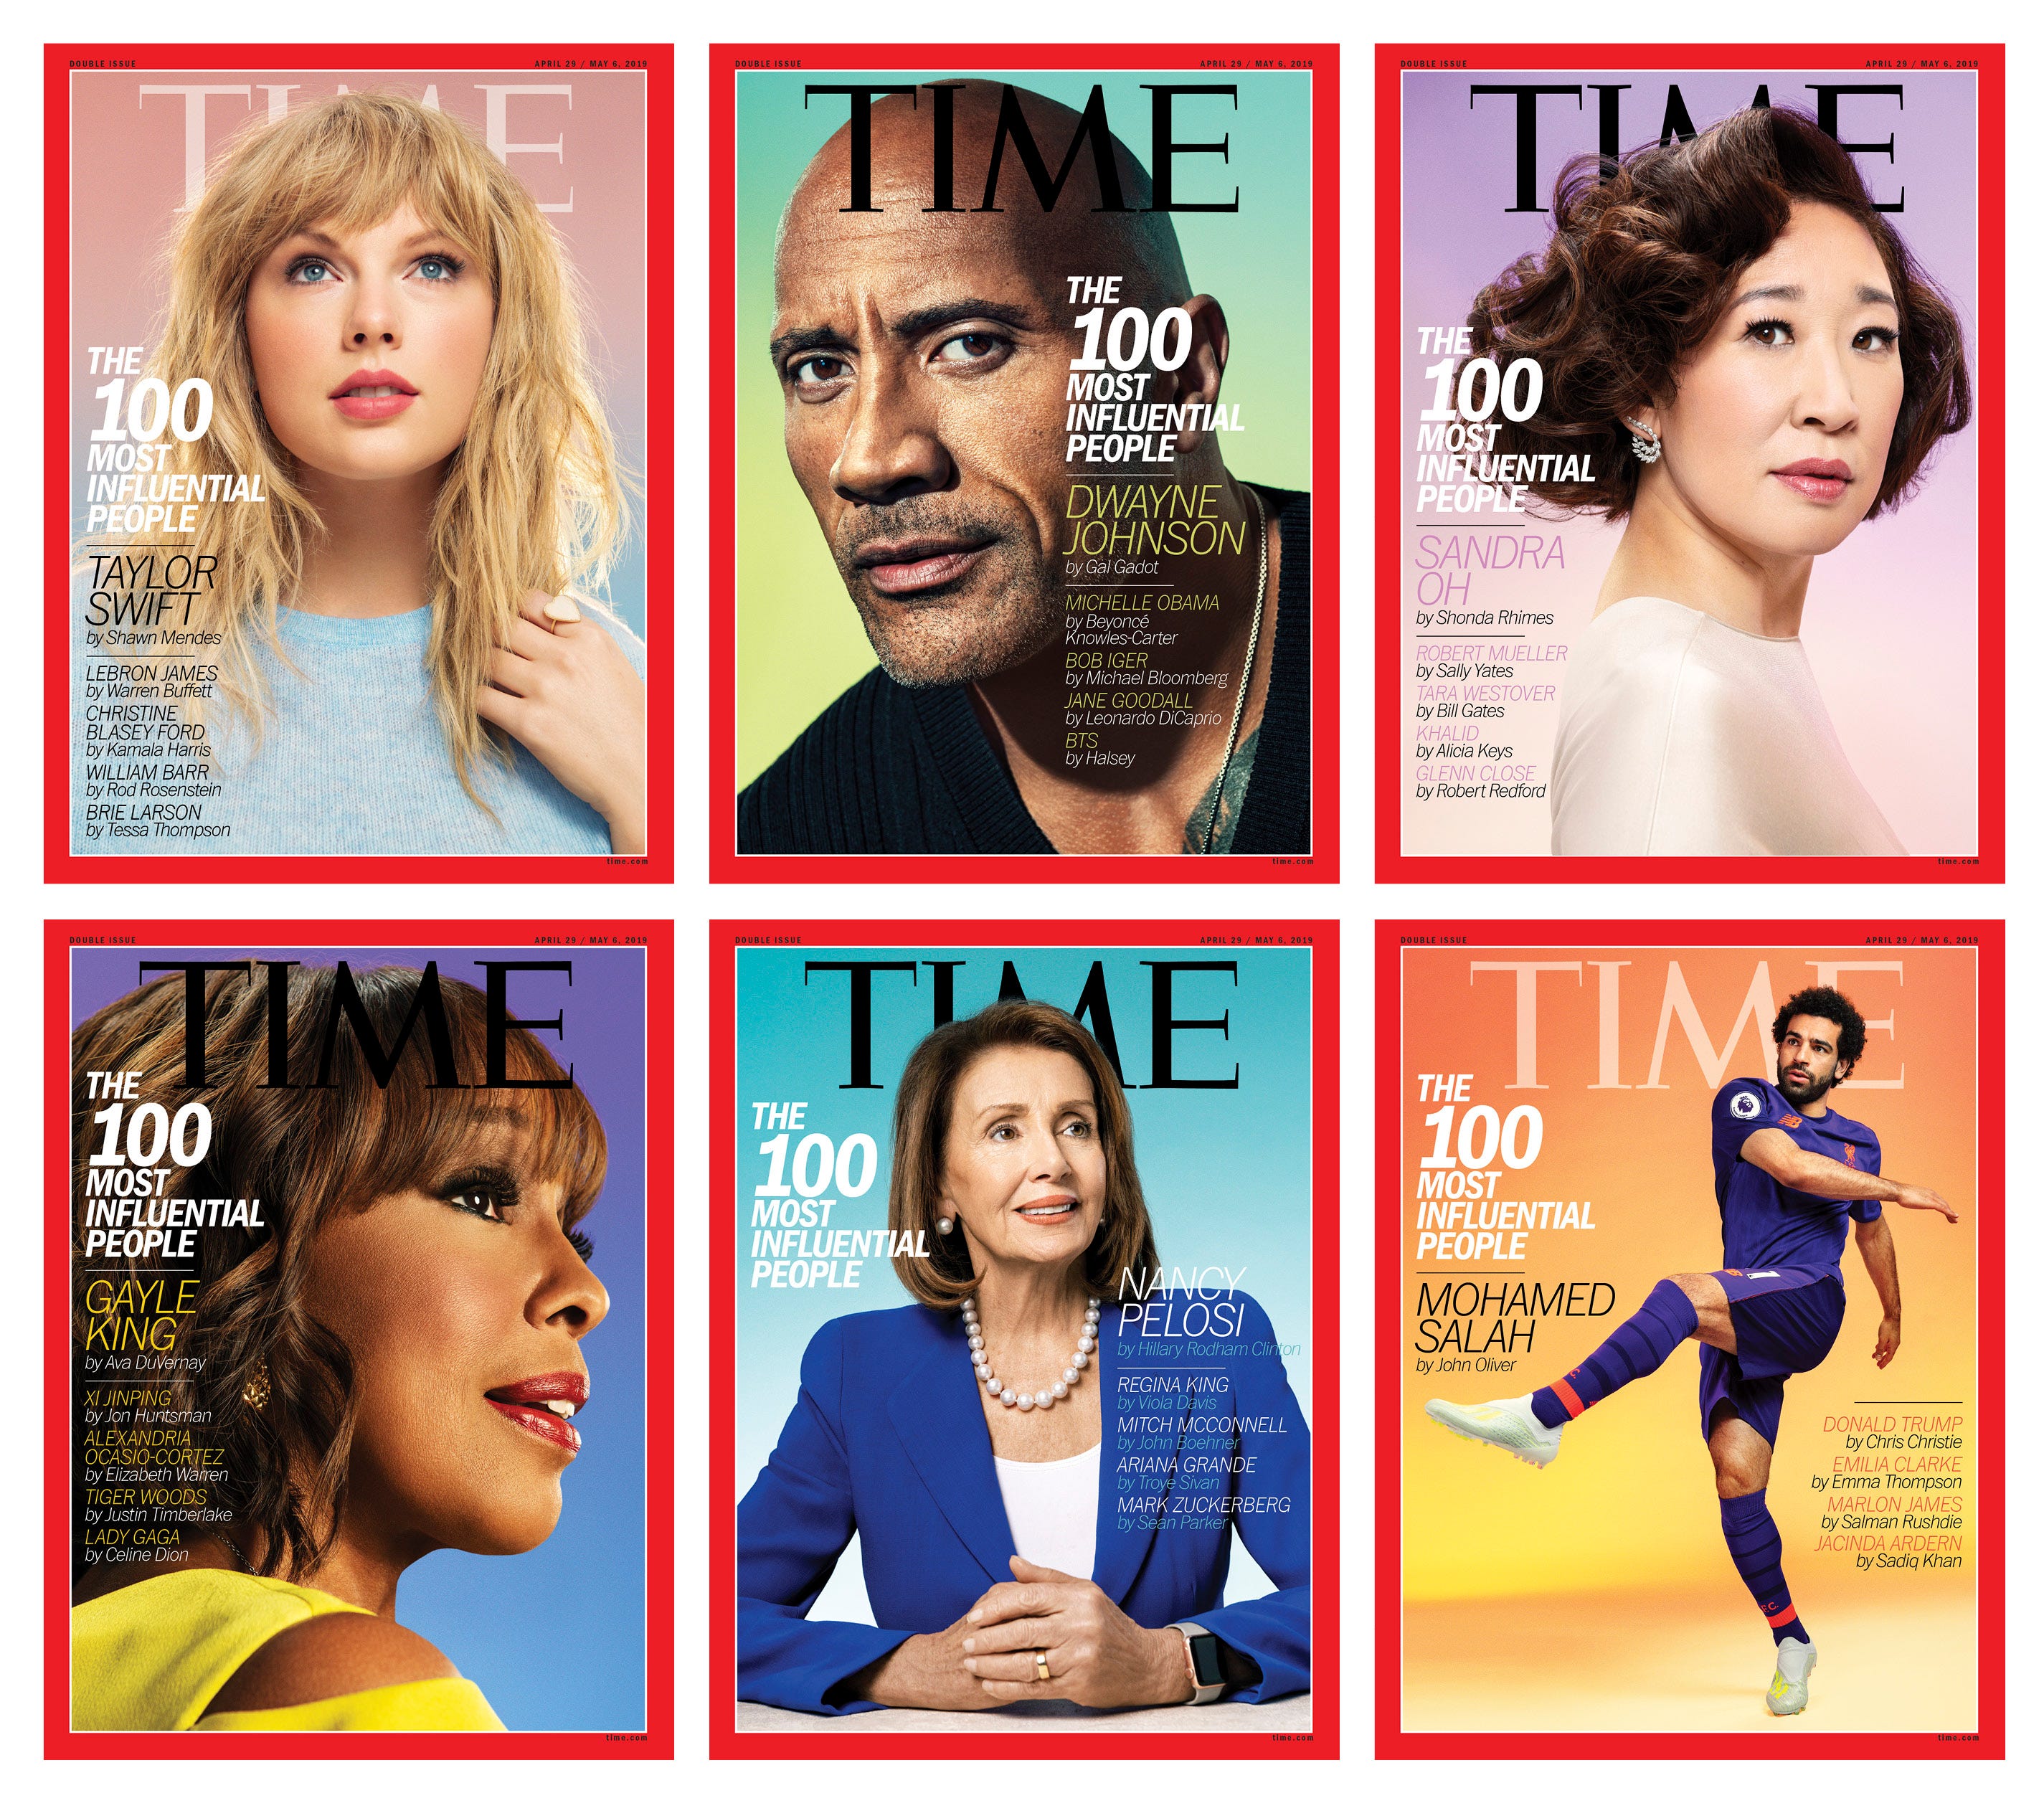 DOUBLE ISSUE
APRIL 29 / MAY 6, 2019
TIME
THE
100
MOST
INFLUENTIAL
PEOPLE
TAYLOR
SWIFT
by Shawn Mendes
LEBRON JAMES
by Warren Buffett
CHRISTINE
BLASEY FORD
by Kamala Harris
WILLIAM BARR
by Rod Rosenstein
BRIE LARSON
by Tessa Thompson
time.com
DOUBLE ISSUE
APRIL 29 / MAY 6, 2019
TIME
THE
100
MOST
INFLUENTIAL
PEOPLE
DWAYNE
JOHNSON
by Gal Gadot
MICHELLE OBAMA
by Beyoncé
Knowles-Carter
BOB IGER
by Michael Bloomberg
JANE GOODALL
by Leonardo DiCaprio
BTS
by Halsey
time.com
DOUBLE ISSUE
APRIL 29 / MAY 6, 2019
TIME
THE
100
MOST
INFLUENTIAL
PEOPLE
SANDRA
OH
by Shonda Rhimes
ROBERT MUELLER
by Sally Yates
TARA WESTOVER
by Bill Gates
KHALID
by Alicia Keys
GLENN CLOSE
by Robert Redford
time.com
DOUBLE ISSUE
APRIL 29 / MAY 6, 2019
TIME
THE
100
MOST
INFLUENTIAL
PEOPLE
GAYLE
KING
by Ava DuVernay
XI JINPING
by Jon Huntsman
ALEXANDRIA
OCASIO-CORTEZ
by Elizabeth Warren
TIGER WOODS
by Justin Timberlake
LADY GAGA
by Celine Dion
time.com
DOUBLE ISSUE
APRIL 29 / MAY 6, 2019
TIME
THE
100
MOST
INFLUENTIAL
PEOPLE
NANCY
PELOSI
by Hillary Rodham Clinton
REGINA KING
by Viola Davis
MITCH MCCONNELL
by John Boehner
ARIANA GRANDE
by Troye Sivan
MARK ZUCKERBERG
by Sean Parker
time.com
DOUBLE ISSUE
APRIL 29 / MAY 6, 2019
TIME
THE
100
MOST
INFLUENTIAL
PEOPLE
MOHAMED
SALAH
by John Oliver
DONALD TRUMP
by Chris Christie
EMILIA CLARKE
by Emma Thompson
MARLON JAMES
by Salman Rushdie
JACINDA ARDERN
by Sadiq Khan
time.com